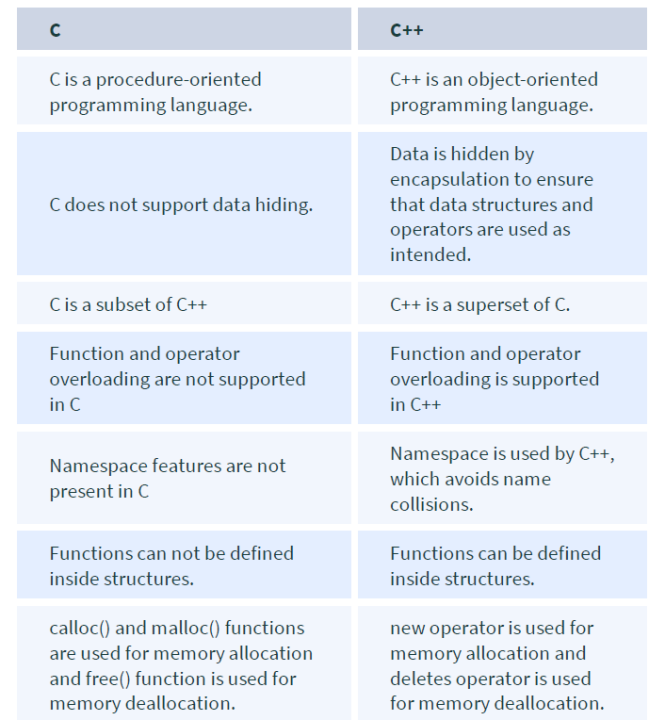 C
C++
C is a procedure-oriented
programming language.
C++ is an object-oriented
programming language.
C does not support data hiding.
Data is hidden by
encapsulation to ensure
that data structures and
operators are used as
intended.
C is a subset of C++
C++ is a superset of C.
Function and operator
overloading are not supported
in C
Function and operator
overloading is supported
in C++
Namespace features are not
present in C
Namespace is used by C++,
which avoids name
collisions.
Functions can not be defined
inside structures.
Functions can be defined
inside structures.
calloc() and malloc() functions
are used for memory allocation
and free() function is used for
memory deallocation.
new operator is used for
memory allocation and
deletes operator is used
for memory deallocation.